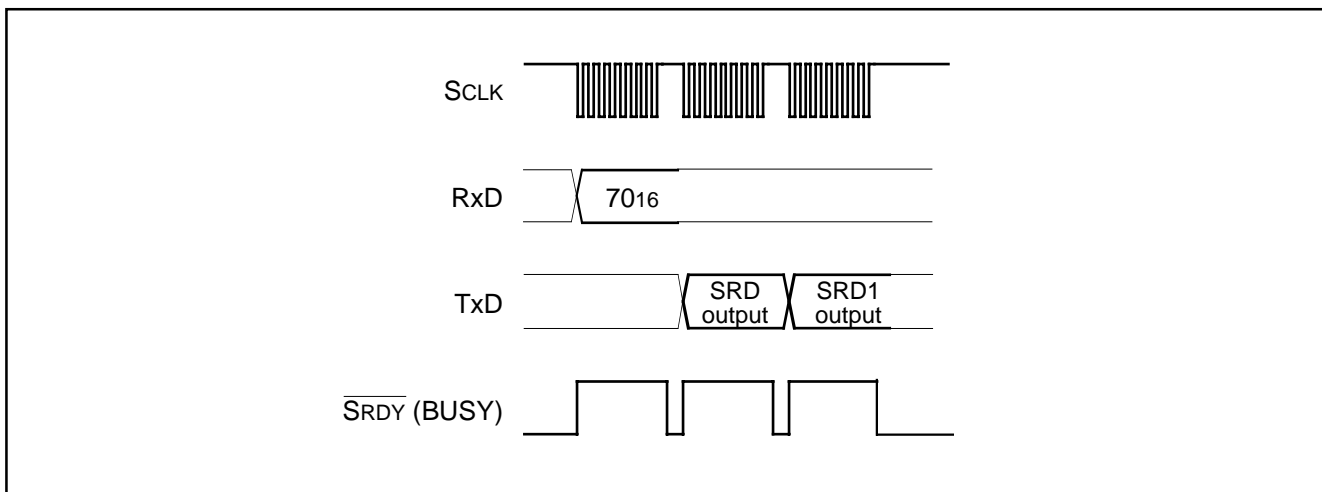 SCLK
RxD
7016
TxD
SRD
output
SRD1
output
SRDY (BUSY)